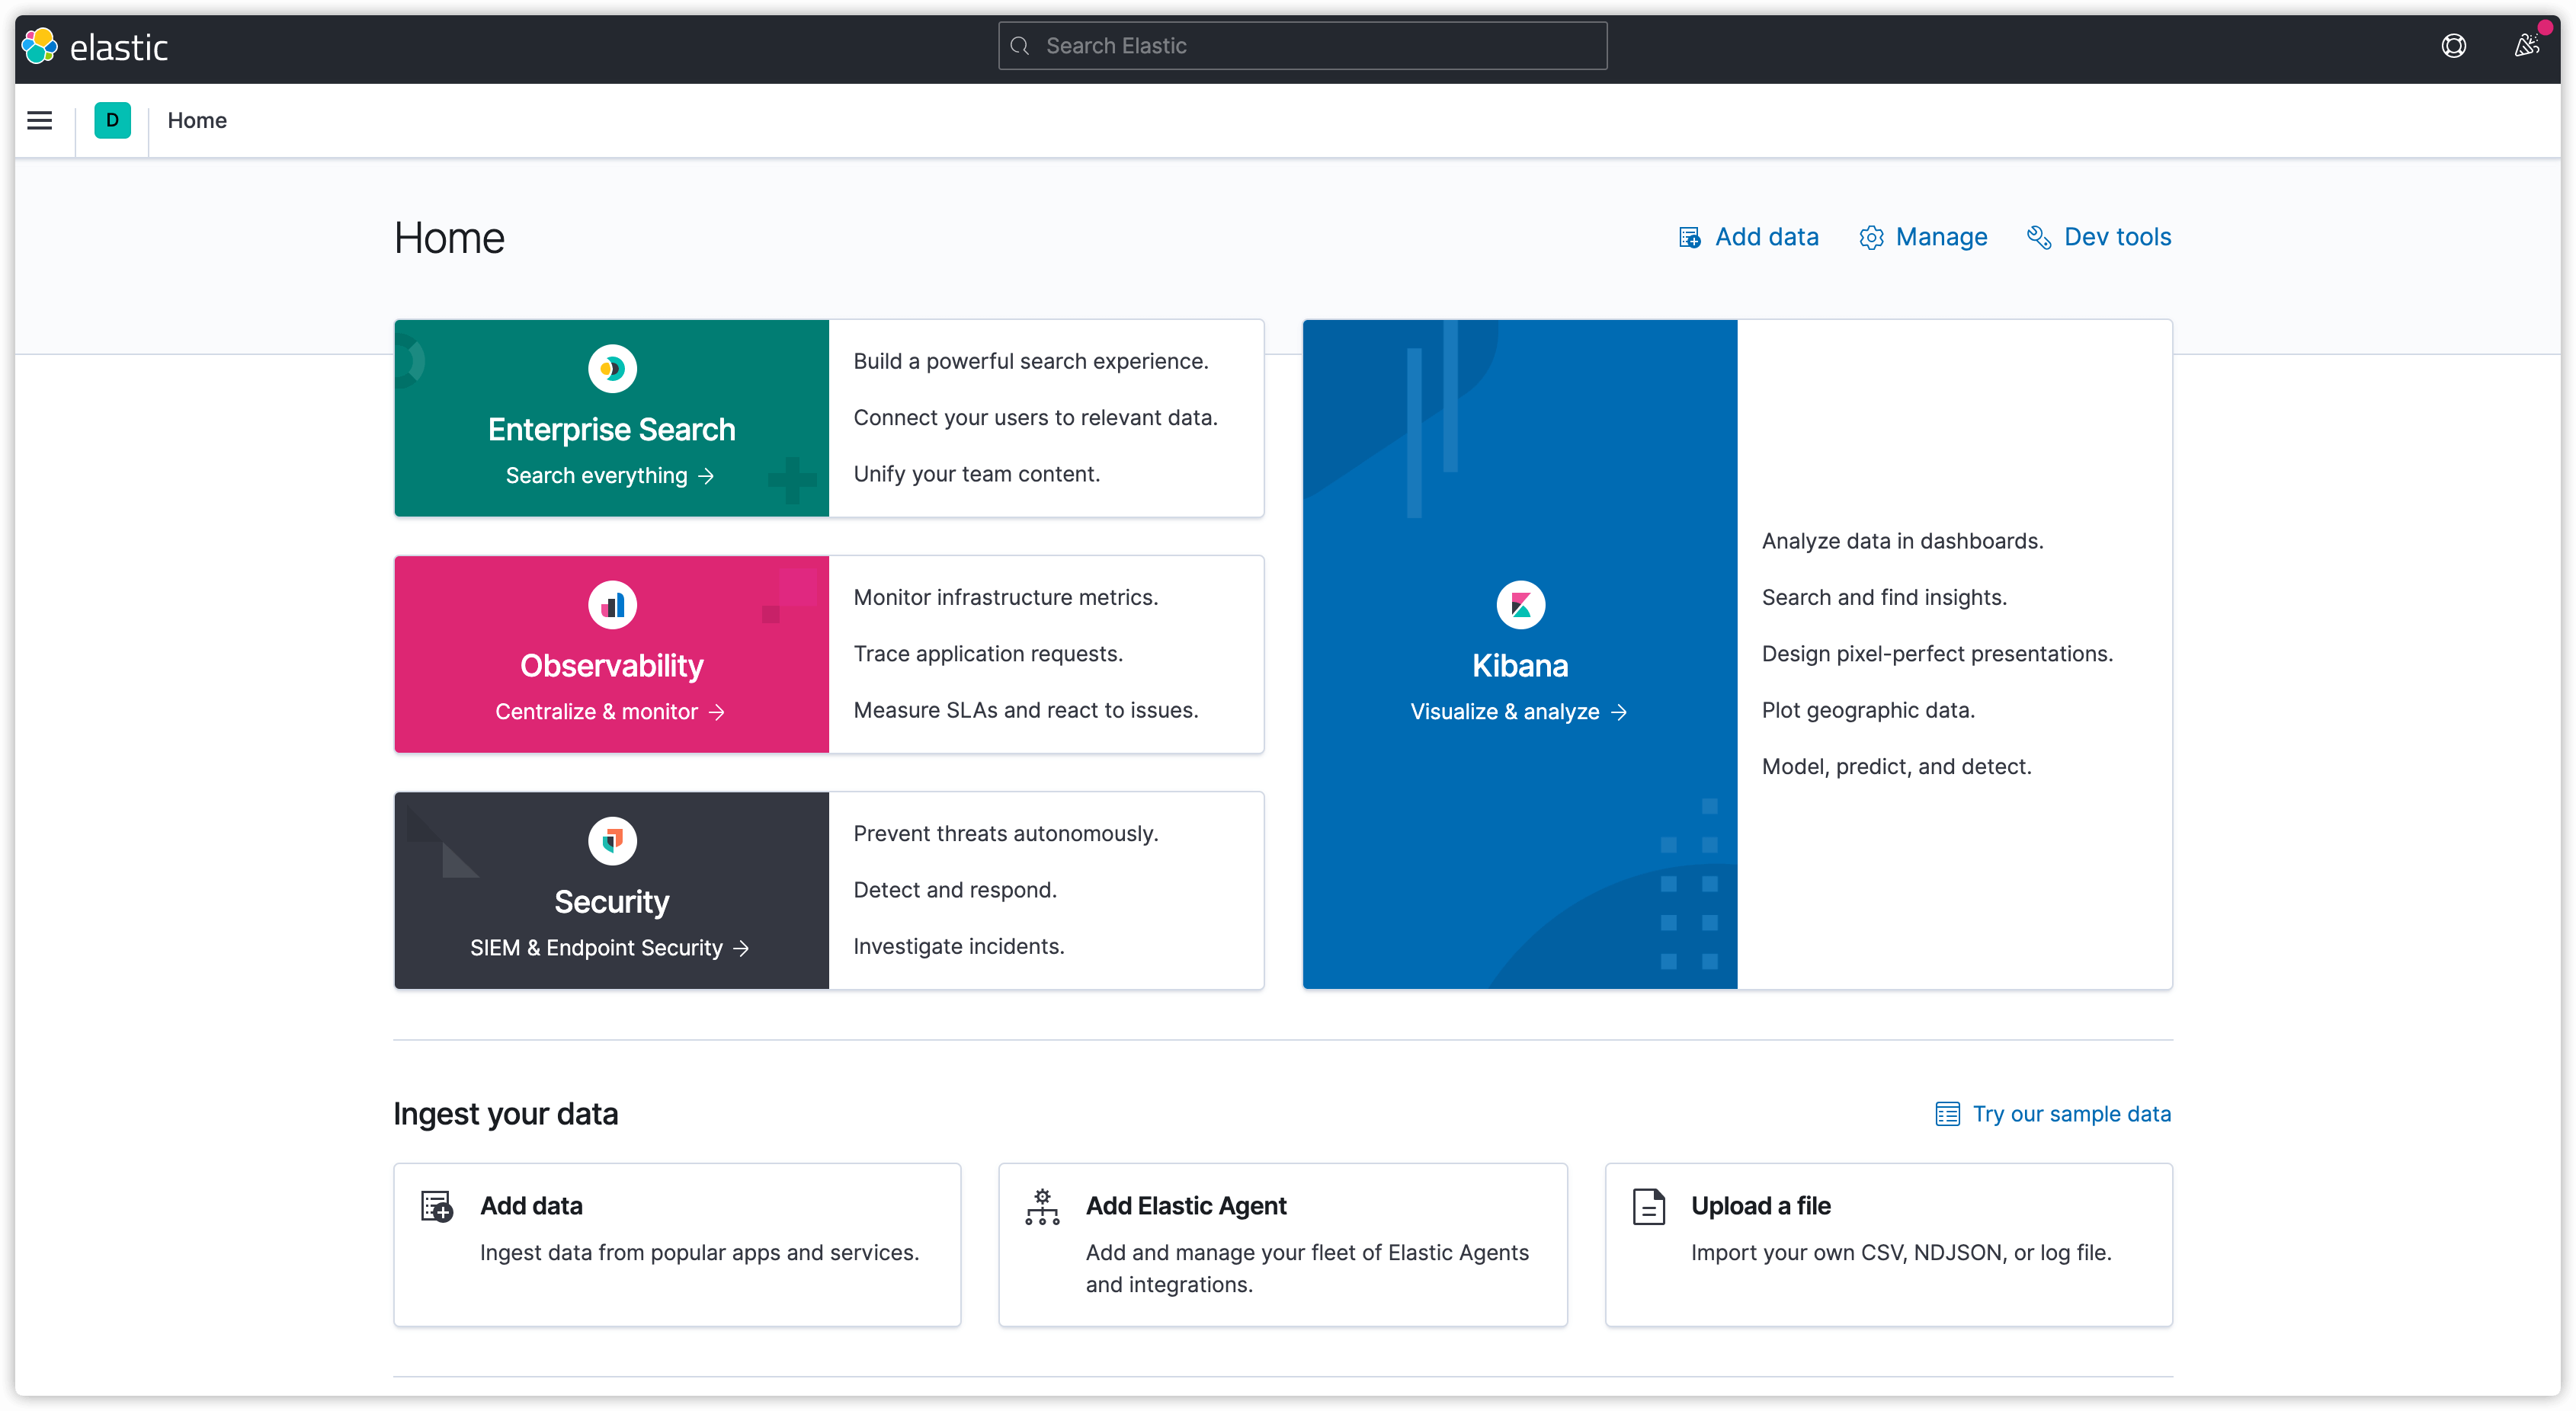 elastic
Search Elastic
D
Home
Home
Add data
Manage
Dev tools
Enterprise Search
Search everything →
Build a powerful search experience.
Connect your users to relevant data.
Unify your team content.
Observability
Centralize & monitor →
Monitor infrastructure metrics.
Trace application requests.
Measure SLAs and react to issues.
Security
SIEM & Endpoint Security →
Prevent threats autonomously.
Detect and respond.
Investigate incidents.
Kibana
Visualize & analyze →
Analyze data in dashboards.
Search and find insights.
Design pixel-perfect presentations.
Plot geographic data.
Model, predict, and detect.
Ingest your data
Try our sample data
Add data
Ingest data from popular apps and services.
Add Elastic Agent
Add and manage your fleet of Elastic Agents
and integrations.
Upload a file
Import your own CSV, NDJSON, or log file.